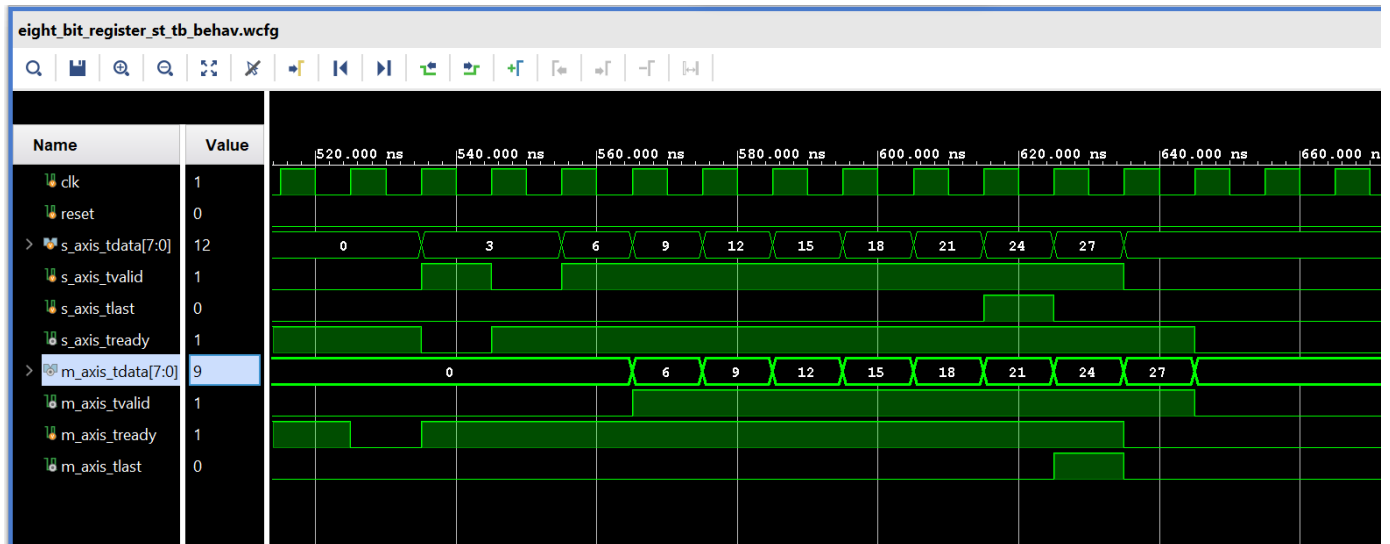 eight_bit_register_st_tb_behav.wcfg
Name Value
520.000 ns 540.000 ns 560.000 ns 580.000 ns 600.000 ns 620.000 ns 640.000 ns 660.000 n
clk 1
reset 0
s_axis_tdata[7:0] 12 0 3 6 9 12 15 18 21 24 27
s_axis_tvalid 1
s_axis_tlast 0
s_axis_tready 1
m_axis_tdata[7:0] 9 0 6 9 12 15 18 21 24 27
m_axis_tvalid 1
m_axis_tready 1
m_axis_tlast 0